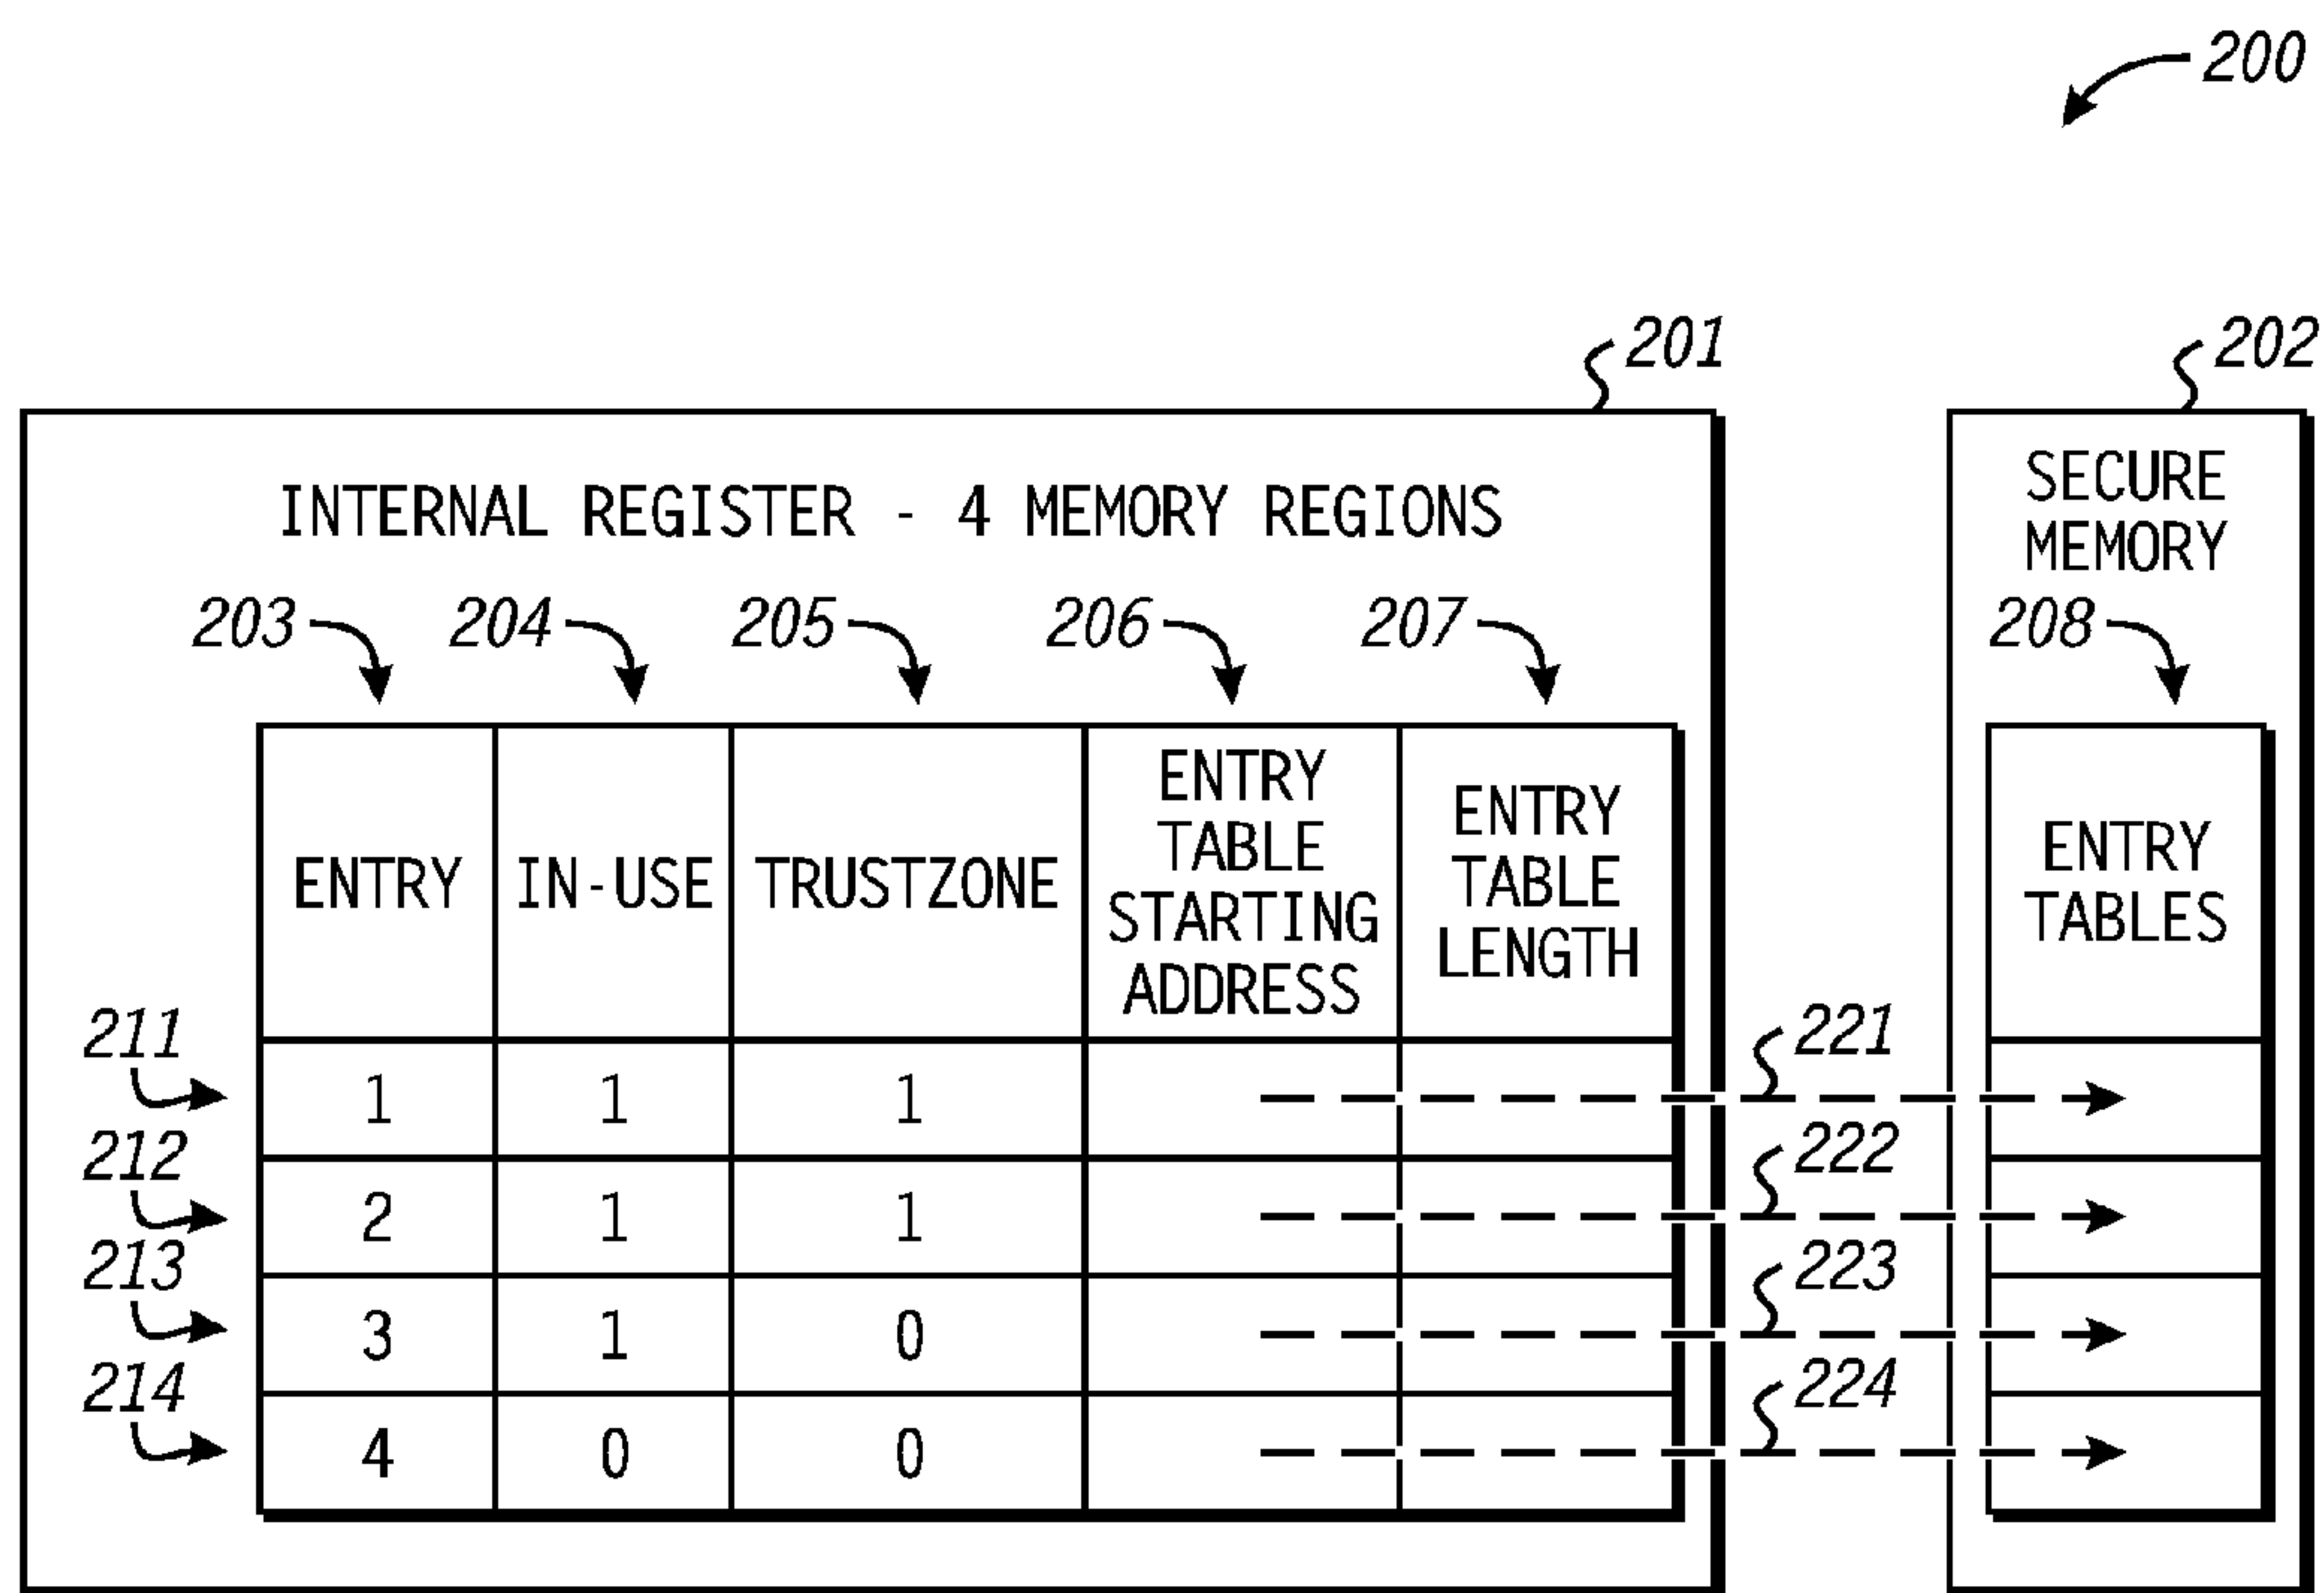 200
201
202
INTERNAL REGISTER - 4 MEMORY REGIONS
SECURE
MEMORY
203
204
205
206
207
208
ENTRY
IN-USE
TRUSTZONE
ENTRY
TABLE
STARTING
ADDRESS
ENTRY
TABLE
LENGTH
ENTRY
TABLES
211
1
1
1
221
212
2
1
1
222
213
3
1
0
223
214
4
0
0
224